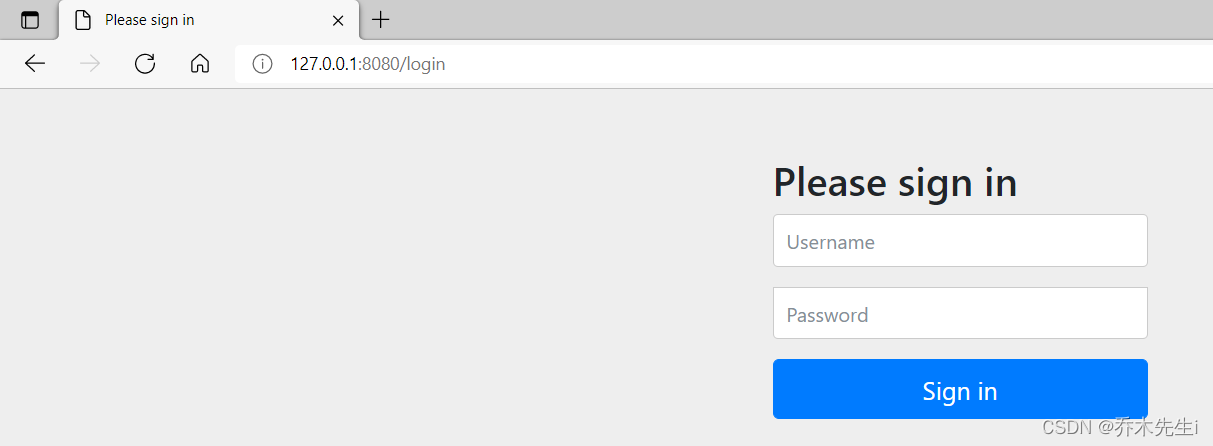 Please sign in
127.0.0.1:8080/login
Please sign in
Username
Password
Sign in
CSDN @乔木先生i